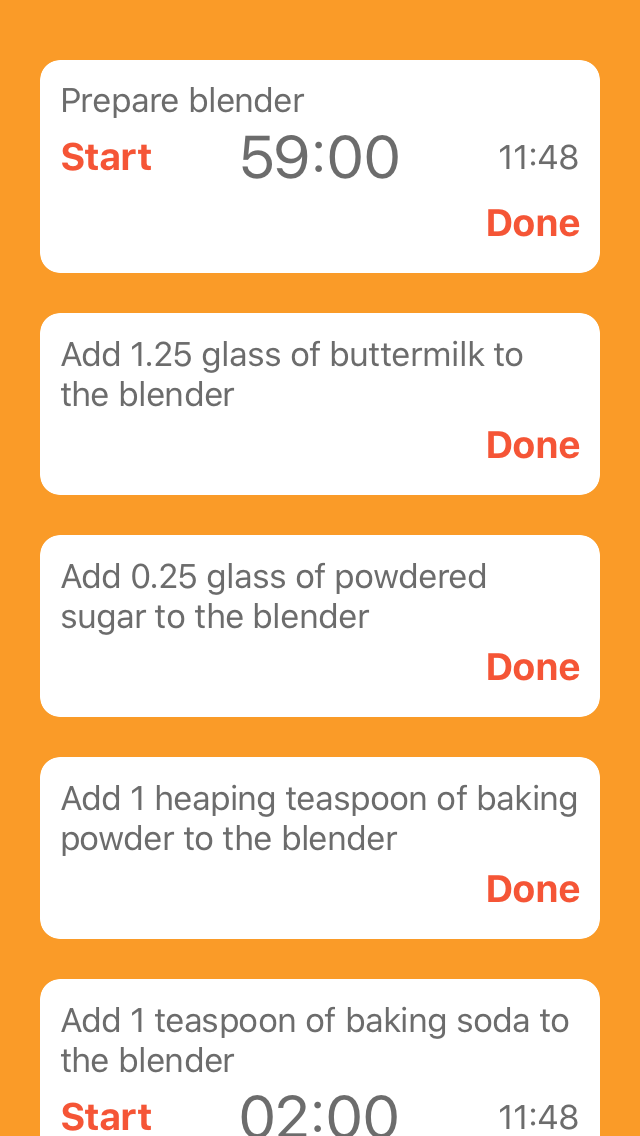 Prepare blender
Start 59:00 11:48
Done
Add 1.25 glass of buttermilk to
the blender
Done
Add 0.25 glass of powdered
sugar to the blender
Done
Add 1 heaping teaspoon of baking
powder to the blender
Done
Add 1 teaspoon of baking soda to
the blender
Start 02:00 11:48